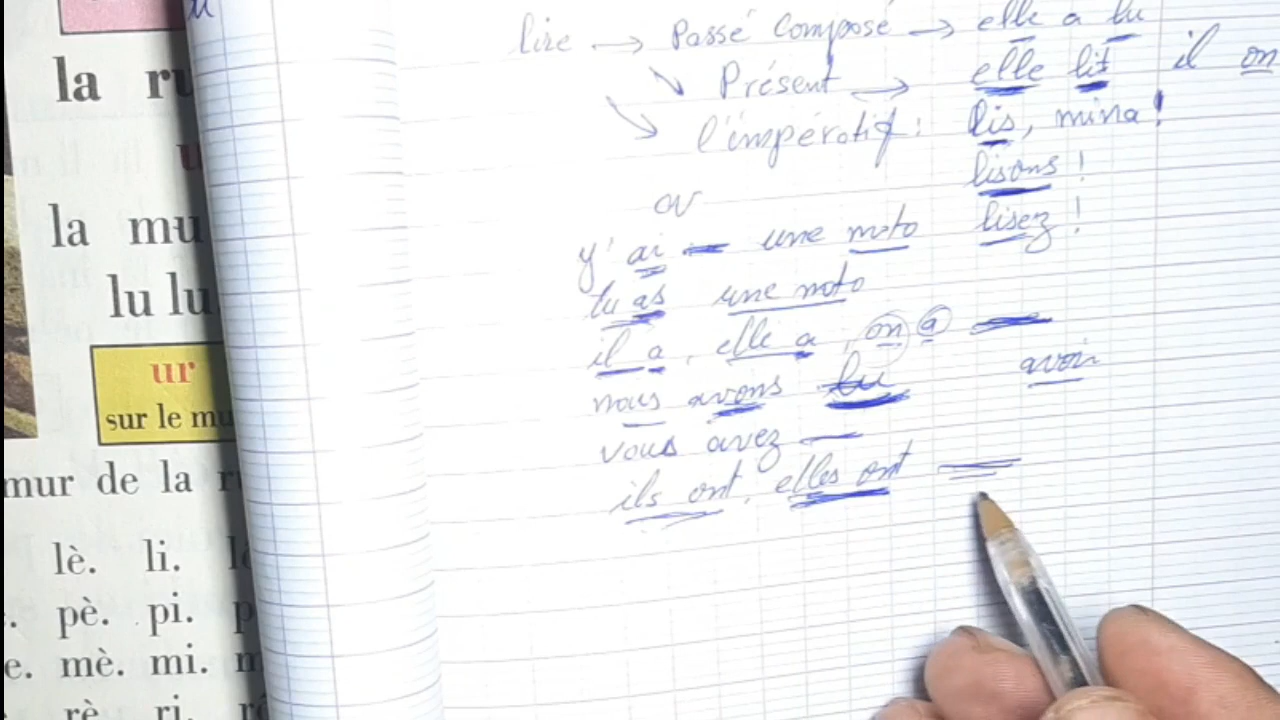 la
la mu
lu lu
ur
sur le mu
mur de la r
lè. li.
pè. pi. p
e. mè. mi. m
rè ri.
lire → Passé Composé → elle a lu
Présent → elle lit il on
l'impératif : lis, mina !
lisons !
lisez !
y' ai une moto
tu as une moto
il a, elle a, on a
avoir
nous avons lu
vous avez
ils ont, elles ont